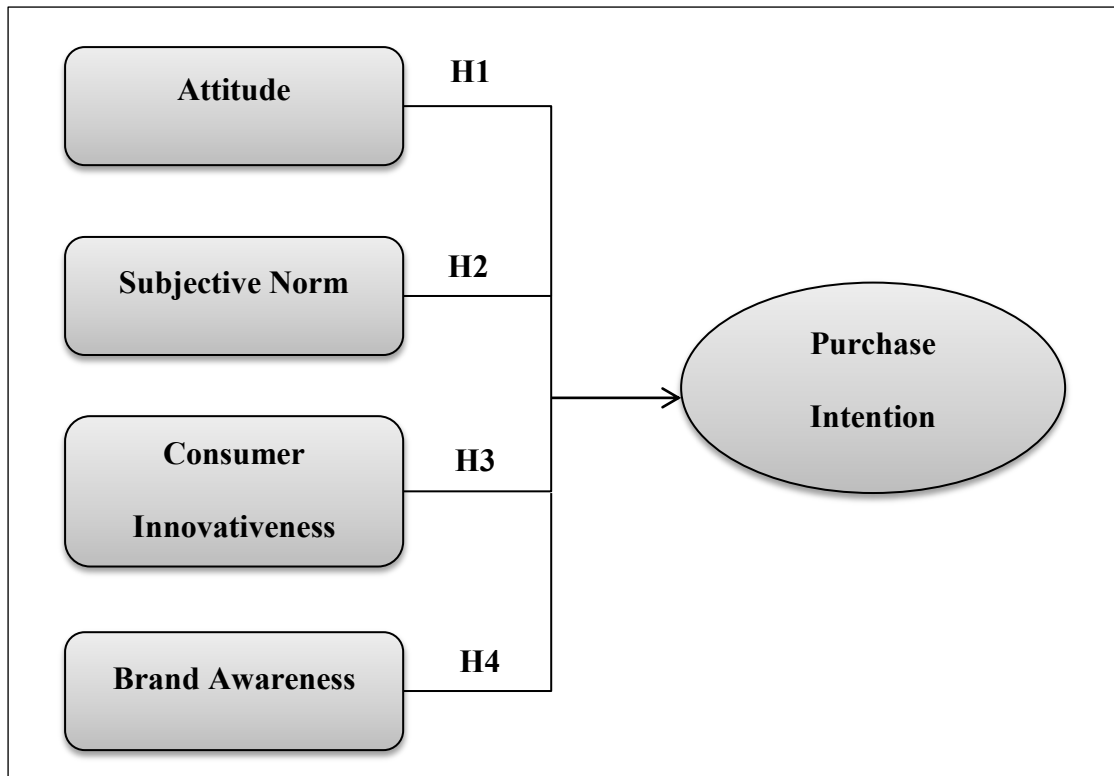 Attitude
H1
Subjective Norm
H2
Consumer
Innovativeness
H3
Brand Awareness
H4
Purchase
Intention